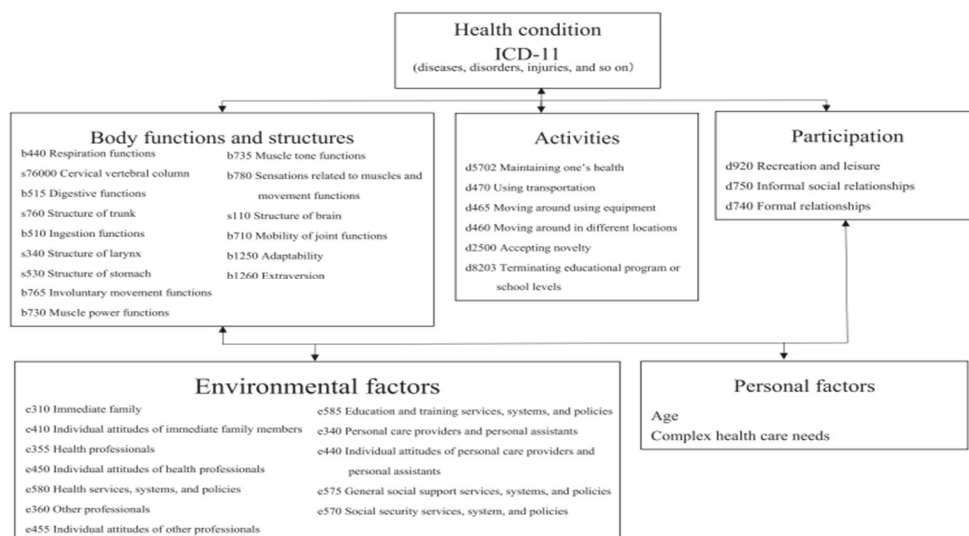 Health condition
ICD-11
(diseases, disorders, injuries, and so on)
Body functions and structures
b440 Respiration functions
s76000 Cervical vertebral column
b515 Digestive functions
s760 Structure of trunk
b510 Ingestion functions
s340 Structure of larynx
s530 Structure of stomach
b765 Involuntary movement functions
b730 Muscle power functions
b735 Muscle tone functions
b780 Sensations related to muscles and
movement functions
s110 Structure of brain
b710 Mobility of joint functions
b1250 Adaptability
b1260 Extraversion
Activities
d5702 Maintaining one's health
d470 Using transportation
d465 Moving around using equipment
d460 Moving around in different locations
d2500 Accepting novelty
d8203 Terminating educational program or
school levels
Participation
d920 Recreation and leisure
d750 Informal social relationships
d740 Formal relationships
Environmental factors
e310 Immediate family
e410 Individual attitudes of immediate family members
e355 Health professionals
e450 Individual attitudes of health professionals
e580 Health services, systems, and policies
e360 Other professionals
e455 Individual attitudes of other professionals
e585 Education and training services, systems, and policies
e340 Personal care providers and personal assistants
e440 Individual attitudes of personal care providers and
personal assistants
e575 General social support services, systems, and policies
e570 Social security services, system, and policies
Personal factors
Age
Complex health care needs